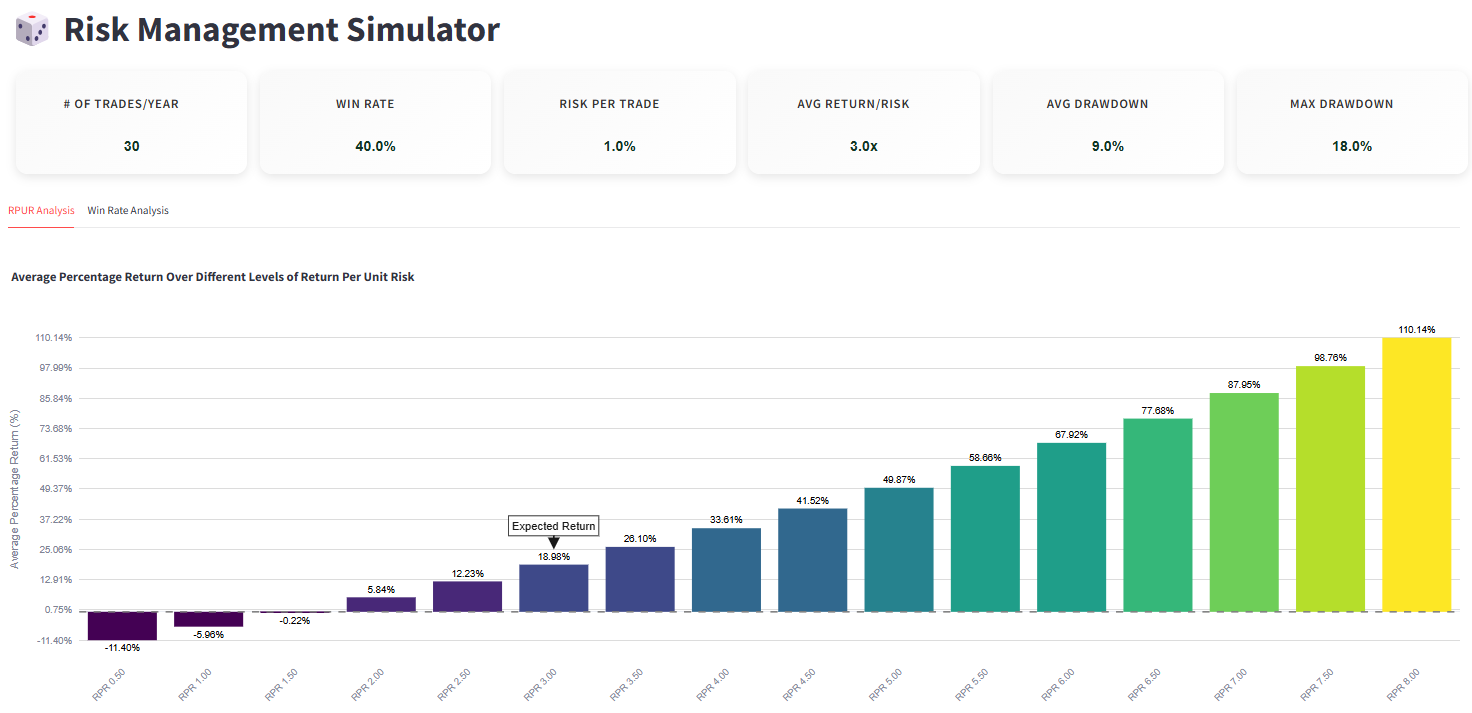 Risk Management Simulator
# OF TRADES/YEAR
30
WIN RATE
40.0%
RISK PER TRADE
1.0%
AVG RETURN/RISK
3.0x
AVG DRAWDOWN
9.0%
MAX DRAWDOWN
18.0%
RPUR Analysis Win Rate Analysis
Average Percentage Return Over Different Levels of Return Per Unit Risk
Average Percentage Return (%)
110.14%
97.99%
85.84%
73.68%
61.53%
49.37%
37.22%
25.06%
12.91%
0.75%
-11.40%
-11.40%
-5.96%
-0.22%
5.84%
12.23%
Expected Return
18.98%
26.10%
33.61%
41.52%
49.87%
58.66%
67.92%
77.68%
87.95%
98.76%
110.14%
RPR 0.50
RPR 1.00
RPR 1.50
RPR 2.00
RPR 2.50
RPR 3.00
RPR 3.50
RPR 4.00
RPR 4.50
RPR 5.00
RPR 5.50
RPR 6.00
RPR 6.50
RPR 7.00
RPR 7.50
RPR 8.00